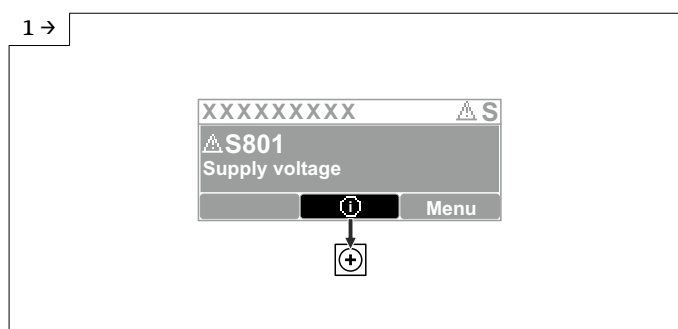 1 →
XXXXXXXXX ⚠ S
⚠ S801
Supply voltage
ⓘ Menu
+